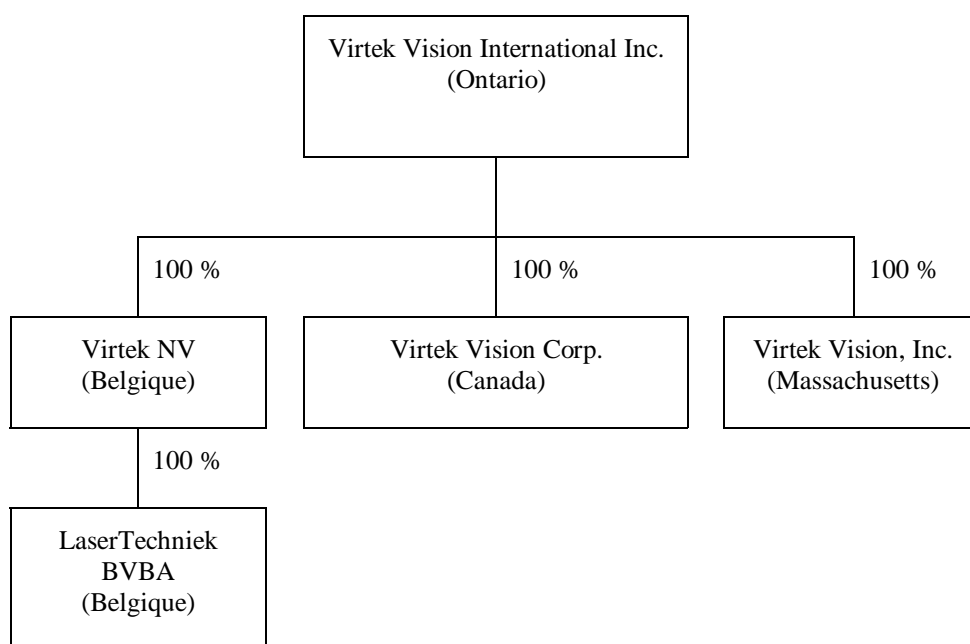 Virtek Vision International Inc.
(Ontario)
100 %
100 %
100 %
Virtek NV
(Belgique)
Virtek Vision Corp.
(Canada)
Virtek Vision, Inc.
(Massachusetts)
100 %
LaserTechniek
BVBA
(Belgique)